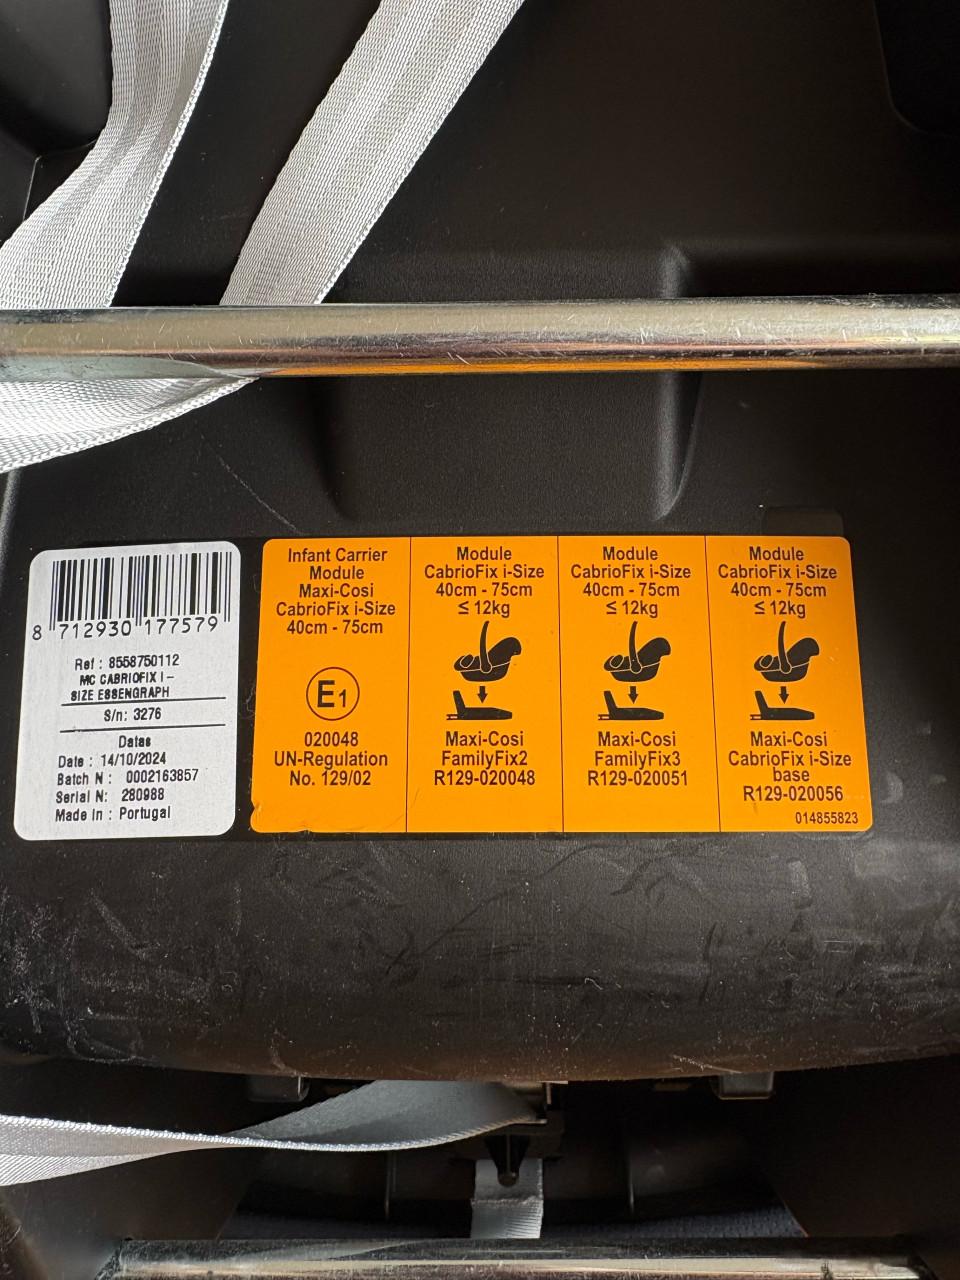 8 712930 177579
Ref : 8558750112
MC CABRIOFIX I-
SIZE ESSENGRAPH
S/n: 3276
Datas
Date : 14/10/2024
Batch N : 0002163857
Serial N: 280988
Made in : Portugal
Infant Carrier
Module
Maxi-Cosi
CabrioFix i-Size
40cm - 75cm
E1
020048
UN-Regulation
No. 129/02
Module
CabrioFix i-Size
40cm - 75cm
≤ 12kg
Maxi-Cosi
FamilyFix2
R129-020048
Module
CabrioFix i-Size
40cm - 75cm
≤ 12kg
Maxi-Cosi
FamilyFix3
R129-020051
Module
CabrioFix i-Size
40cm - 75cm
≤ 12kg
Maxi-Cosi
CabrioFix i-Size
base
R129-020056
014855823